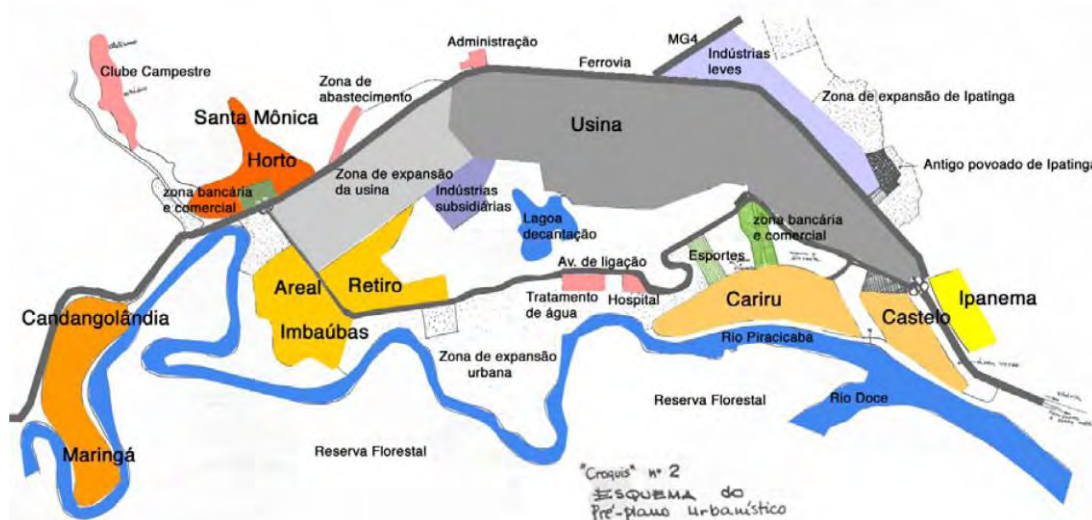 Clube Campestre
Administração
MG4
Indústrias
leves
Ferrovia
Zona de
abastecimento
Zona de expansão de Ipatinga
Santa Mônica
Usina
Horto
Antigo povoado de Ipatinga
zona bancária
e comercial
Zona de expansão
da usina
Indústrias
subsidiárias
Lagoa
decantação
zona bancária
e comercial
Esportes
Av. de ligação
Areal
Retiro
Tratamento
de água
Hospital
Cariru
Ipanema
Castelo
Candangolândia
Imbaúbas
Rio Piracicaba
Zona de expansão
urbana
Reserva Florestal
Rio Doce
Maringá
Reserva Florestal
"Croquis" nº 2
ESQUEMA do
Pré-plano urbanístico